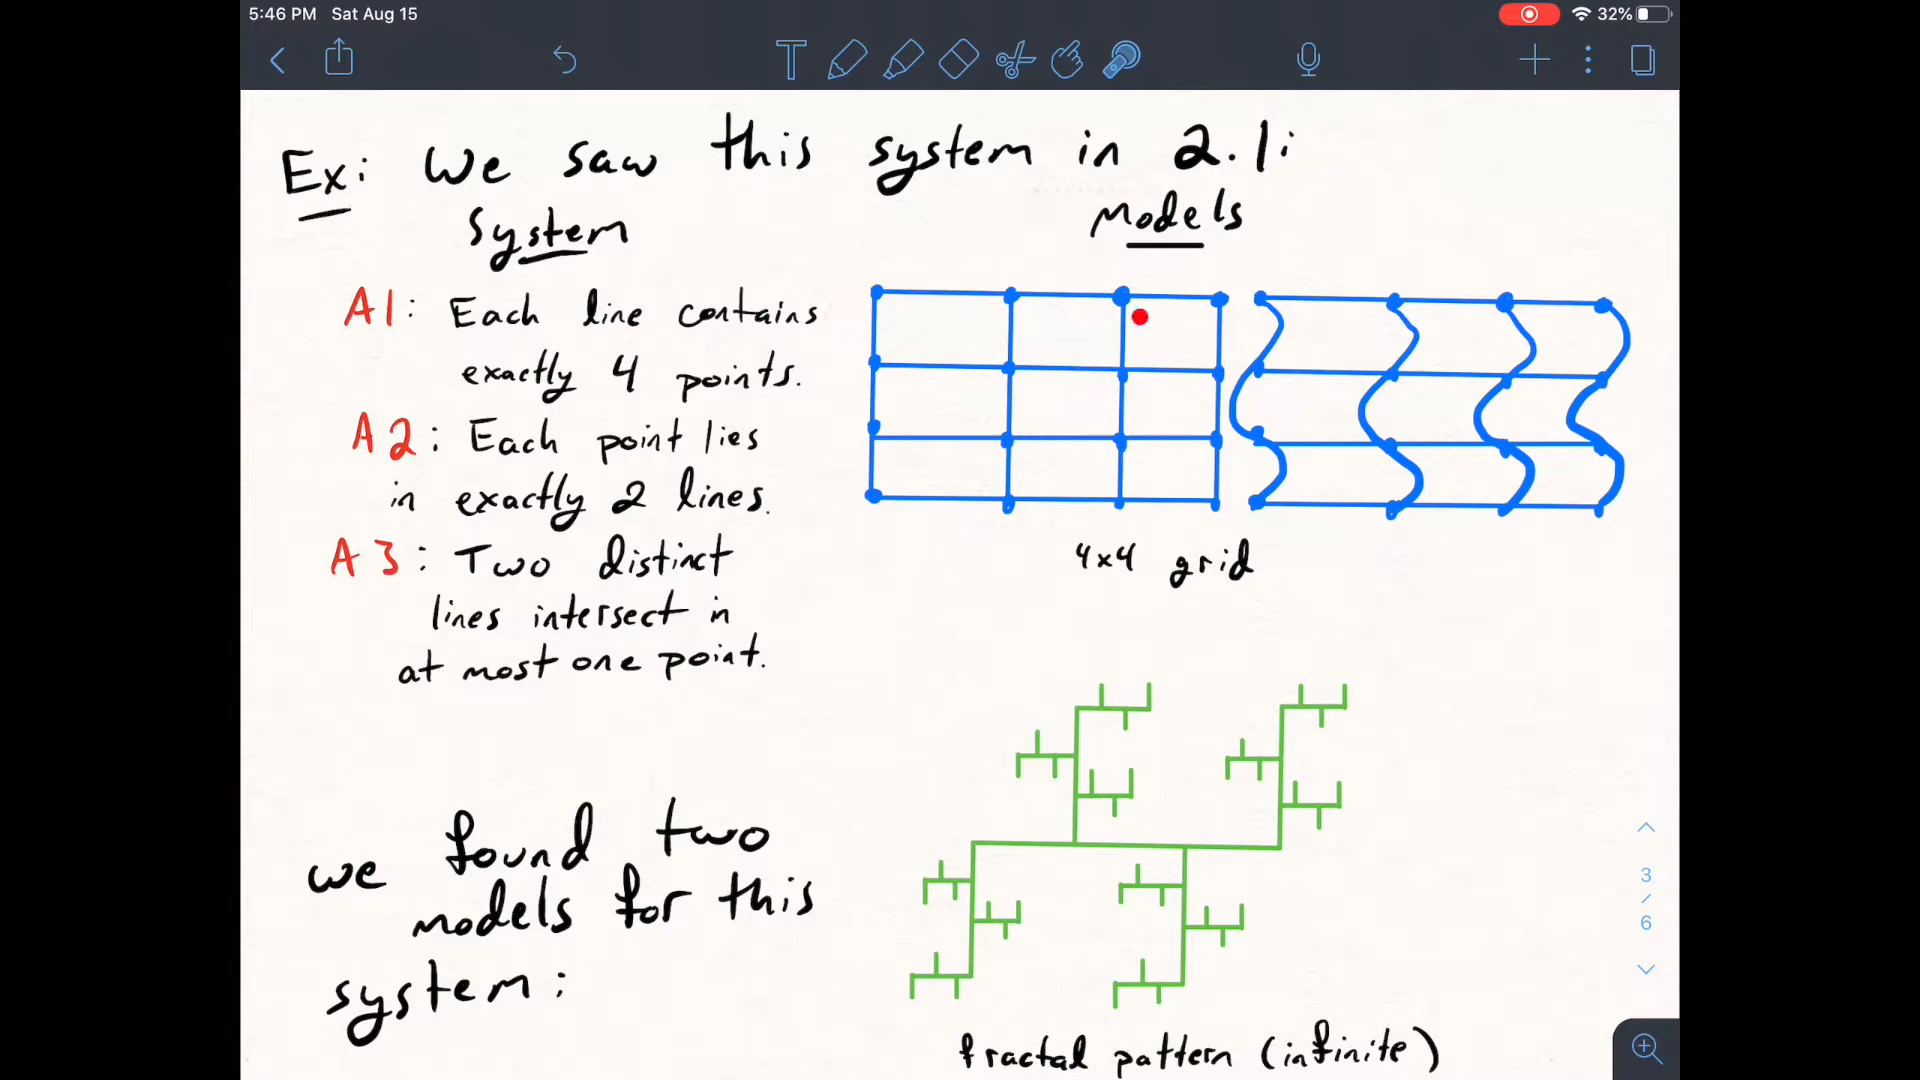 5:46 PM Sat Aug 15
32%
T
Ex: We saw this system in 2.1:
System
Models
A1: Each line contains
exactly 4 points.
A2: Each point lies
in exactly 2 lines.
A3: Two distinct
lines intersect in
at most one point.
4x4 grid
we found two
models for this
system:
fractal pattern (infinite)
3
/
6